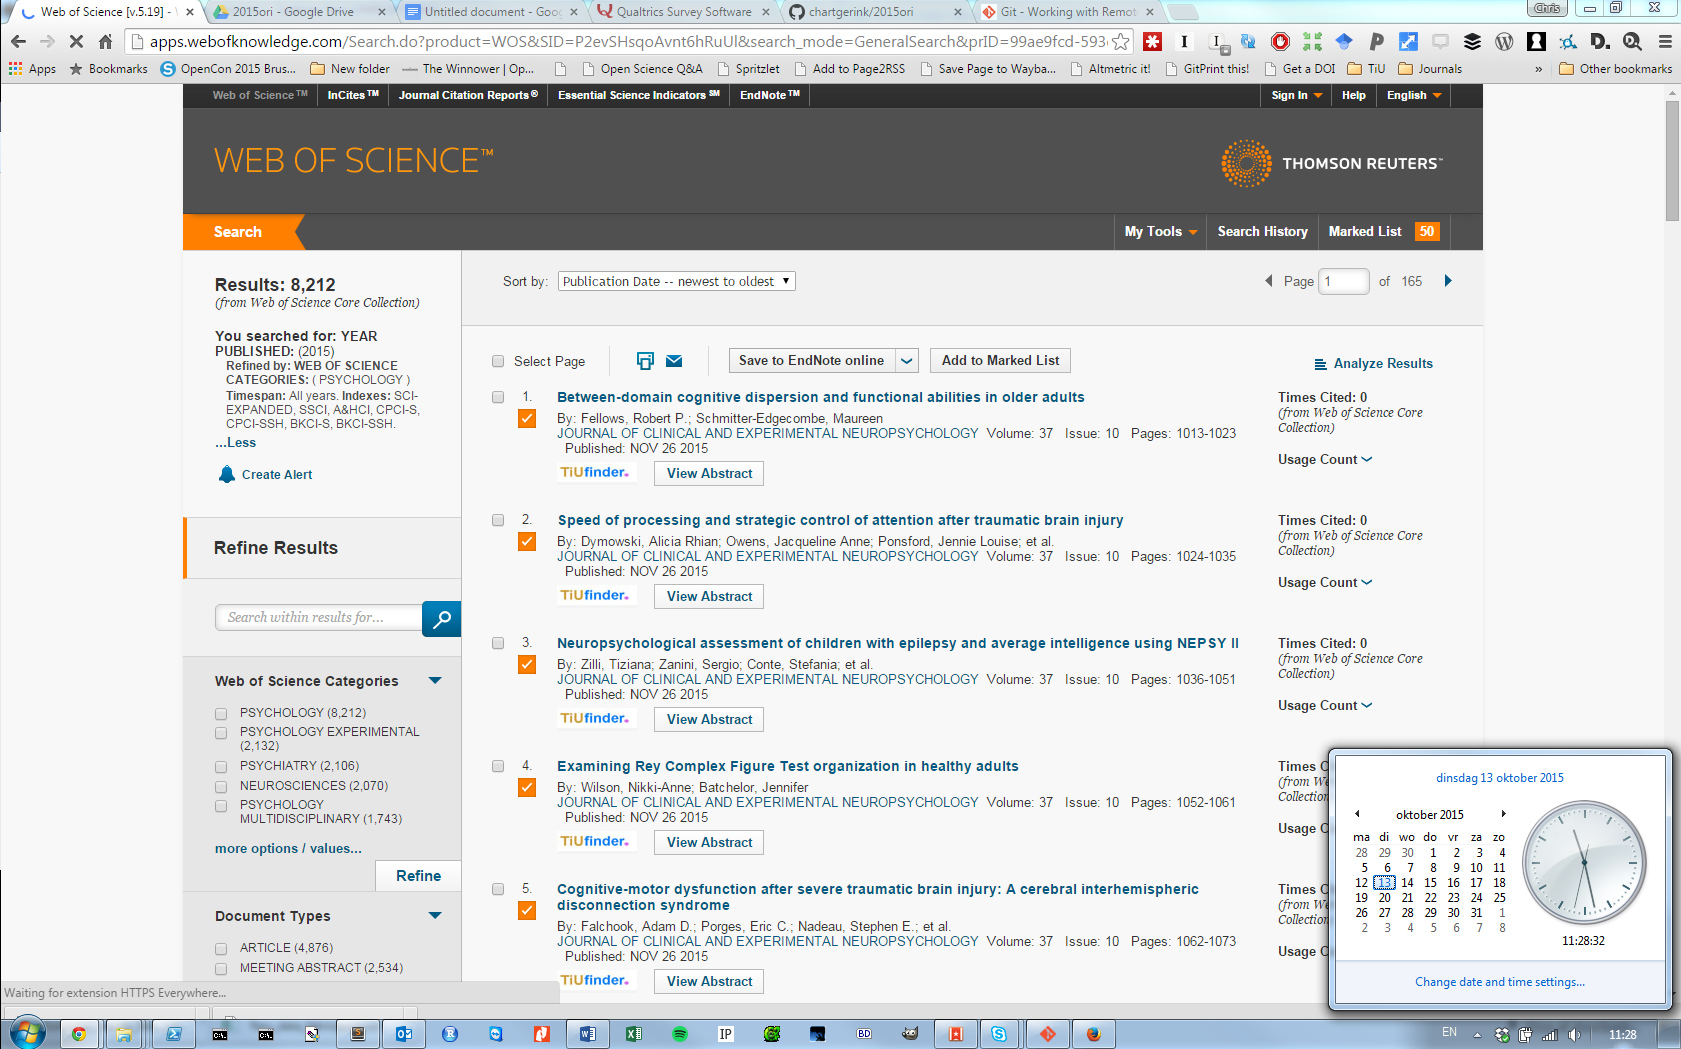 Web of Science [v.5.19] -
2015ori - Google Drive
Untitled document - Goog
Qualtrics Survey Software
chartgerink/2015ori
Git - Working with Remot
Chris
apps.webofknowledge.com/Search.do?product=WOS&SID=P2evSHsqoAvnt6hRuUl&search_mode=GeneralSearch&prID=99ae9fcd-593
Apps
Bookmarks
OpenCon 2015 Brus...
New folder
The Winnower | Op...
Open Science Q&A
Spritzlet
Add to Page2RSS
Save Page to Wayba...
Altmetric it!
GitPrint this!
Get a DOI
TiU
Journals
»
Other bookmarks
Web of Science™
InCites™
Journal Citation Reports®
Essential Science Indicators℠
EndNote™
Sign In
Help
English
WEB OF SCIENCE™
THOMSON REUTERS™
Search
My Tools
Search History
Marked List 50
Results: 8,212
(from Web of Science Core Collection)
You searched for: YEAR
PUBLISHED: (2015)
Refined by: WEB OF SCIENCE
CATEGORIES: ( PSYCHOLOGY )
Timespan: All years. Indexes: SCI-
EXPANDED, SSCI, A&HCI, CPCI-S,
CPCI-SSH, BKCI-S, BKCI-SSH.
...Less
Create Alert
Refine Results
Search within results for...
Web of Science Categories
PSYCHOLOGY (8,212)
PSYCHOLOGY EXPERIMENTAL
(2,132)
PSYCHIATRY (2,106)
NEUROSCIENCES (2,070)
PSYCHOLOGY
MULTIDISCIPLINARY (1,743)
more options / values...
Refine
Document Types
ARTICLE (4,876)
MEETING ABSTRACT (2,534)
Sort by: Publication Date -- newest to oldest
Page 1 of 165
Select Page
Save to EndNote online
Add to Marked List
Analyze Results
1. Between-domain cognitive dispersion and functional abilities in older adults
By: Fellows, Robert P.; Schmitter-Edgecombe, Maureen
JOURNAL OF CLINICAL AND EXPERIMENTAL NEUROPSYCHOLOGY Volume: 37 Issue: 10 Pages: 1013-1023
Published: NOV 26 2015
TiUfinder.
View Abstract
Times Cited: 0
(from Web of Science Core
Collection)
Usage Count
2. Speed of processing and strategic control of attention after traumatic brain injury
By: Dymowski, Alicia Rhian; Owens, Jacqueline Anne; Ponsford, Jennie Louise; et al.
JOURNAL OF CLINICAL AND EXPERIMENTAL NEUROPSYCHOLOGY Volume: 37 Issue: 10 Pages: 1024-1035
Published: NOV 26 2015
TiUfinder.
View Abstract
Times Cited: 0
(from Web of Science Core
Collection)
Usage Count
3. Neuropsychological assessment of children with epilepsy and average intelligence using NEPSY II
By: Zilli, Tiziana; Zanini, Sergio; Conte, Stefania; et al.
JOURNAL OF CLINICAL AND EXPERIMENTAL NEUROPSYCHOLOGY Volume: 37 Issue: 10 Pages: 1036-1051
Published: NOV 26 2015
TiUfinder.
View Abstract
Times Cited: 0
(from Web of Science Core
Collection)
Usage Count
4. Examining Rey Complex Figure Test organization in healthy adults
By: Wilson, Nikki-Anne; Batchelor, Jennifer
JOURNAL OF CLINICAL AND EXPERIMENTAL NEUROPSYCHOLOGY Volume: 37 Issue: 10 Pages: 1052-1061
Published: NOV 26 2015
TiUfinder.
View Abstract
Times C
(from We
Collection
Usage C
5. Cognitive-motor dysfunction after severe traumatic brain injury: A cerebral interhemispheric
disconnection syndrome
By: Falchook, Adam D.; Porges, Eric C.; Nadeau, Stephen E.; et al.
JOURNAL OF CLINICAL AND EXPERIMENTAL NEUROPSYCHOLOGY Volume: 37 Issue: 10 Pages: 1062-1073
Published: NOV 26 2015
TiUfinder.
View Abstract
Times C
(from We
Collection
Usage C
dinsdag 13 oktober 2015
oktober 2015
ma di wo do vr za zo
28 29 30 1 2 3 4
5 6 7 8 9 10 11
12 13 14 15 16 17 18
19 20 21 22 23 24 25
26 27 28 29 30 31 1
2 3 4 5 6 7 8
11:28:32
Change date and time settings...
Waiting for extension HTTPS Everywhere...
IP
BD
EN
11:28